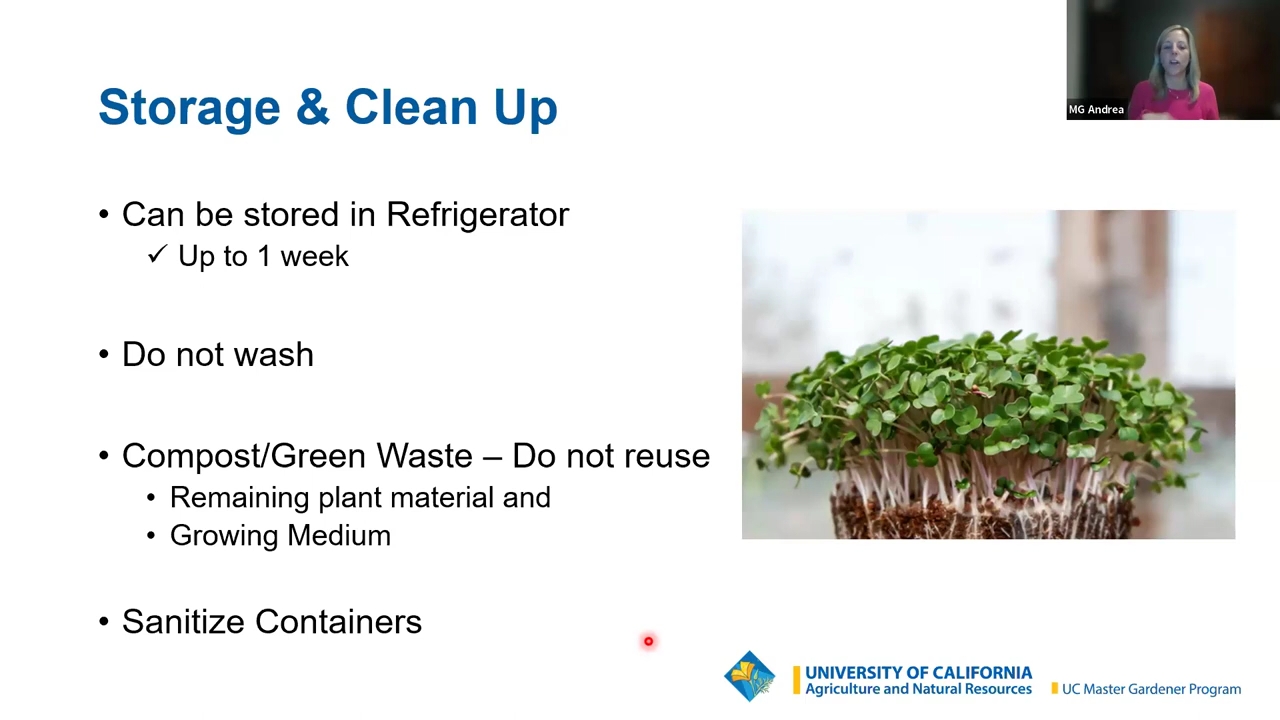 MG Andrea
Storage & Clean Up
• Can be stored in Refrigerator
✓ Up to 1 week
• Do not wash
• Compost/Green Waste – Do not reuse
• Remaining plant material and
• Growing Medium
• Sanitize Containers
UNIVERSITY OF CALIFORNIA
Agriculture and Natural Resources
UC Master Gardener Program